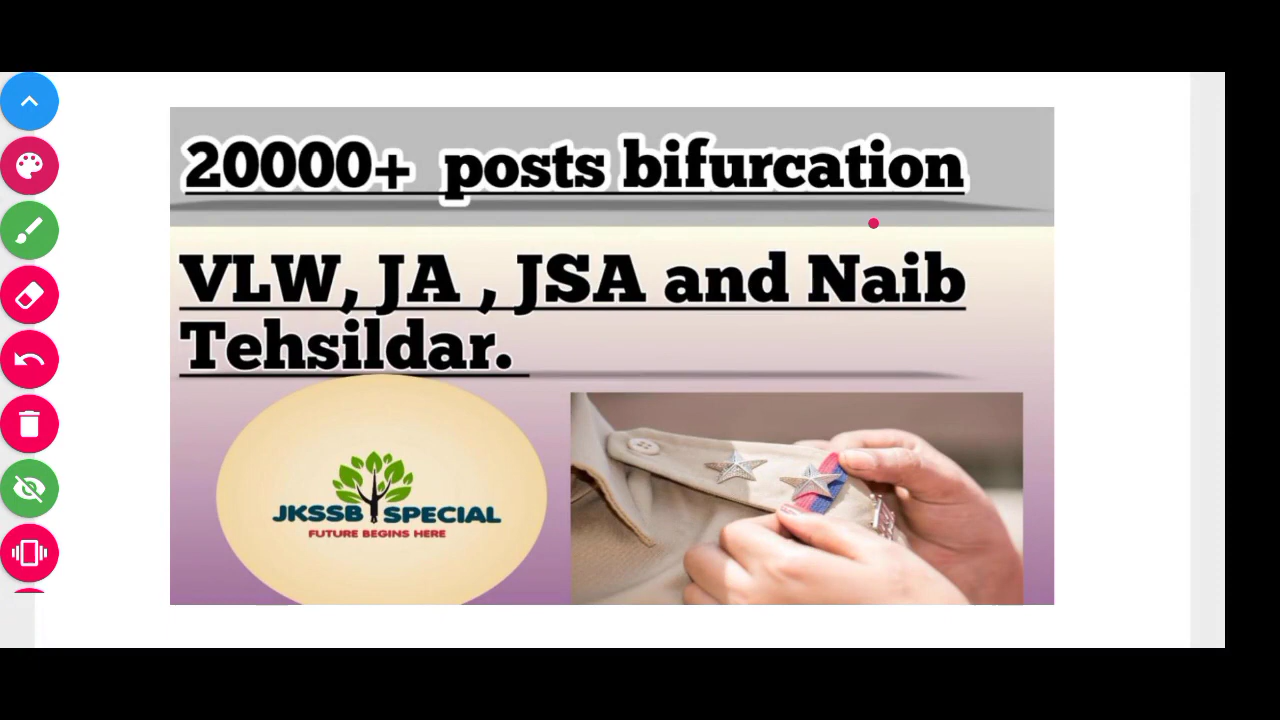 20000+ posts bifurcation
VLW, JA , JSA and Naib
Tehsildar.
JKSSB SPECIAL
FUTURE BEGINS HERE